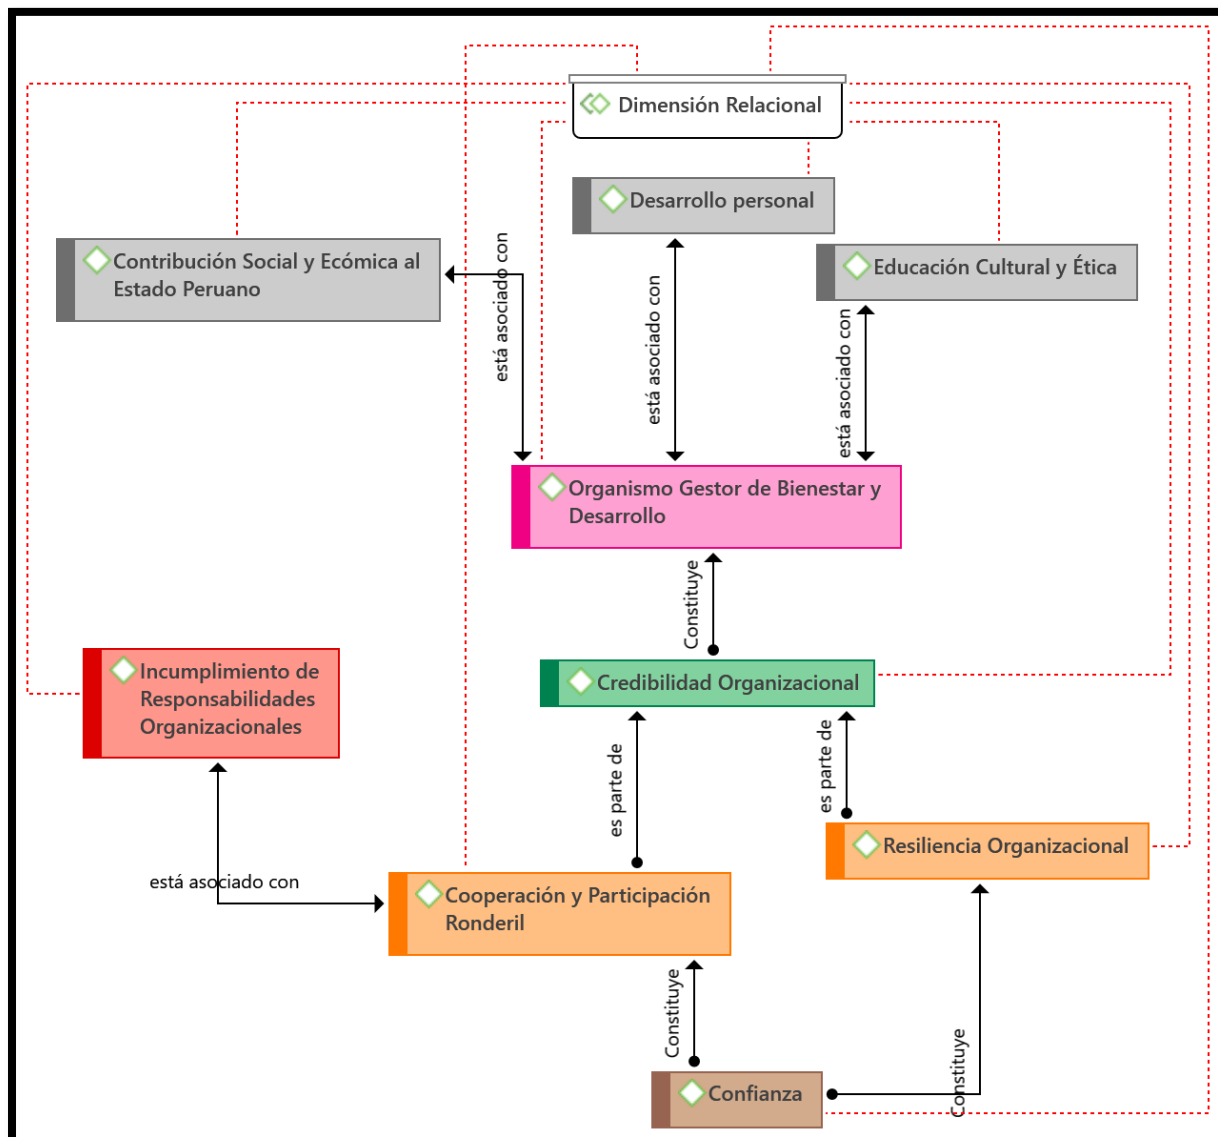 Dimensión Relacional
Desarrollo personal
Contribución Social y Ecómica al
Estado Peruano
Educación Cultural y Ética
está asociado con
está asociado con
está asociado con
Organismo Gestor de Bienestar y
Desarrollo
Constituye
Incumplimiento de
Responsabilidades
Organizacionales
Credibilidad Organizacional
es parte de
es parte de
Resiliencia Organizacional
está asociado con
Cooperación y Participación
Ronderil
Constituye
Constituye
Confianza